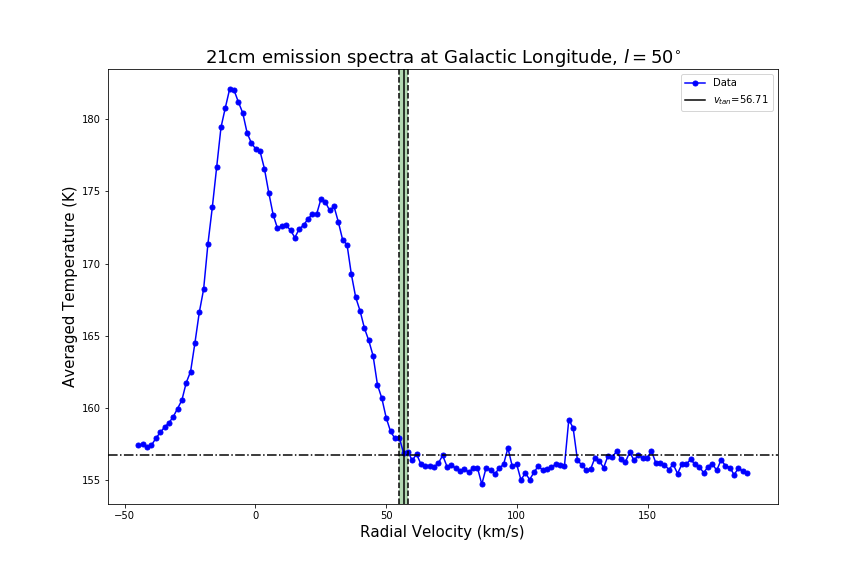 21cm emission spectra at Galactic Longitude, l = 50°
Data
v_tan=56.71
180
175
170
165
160
155
Averaged Temperature (K)
−50
0
50
100
150
Radial Velocity (km/s)